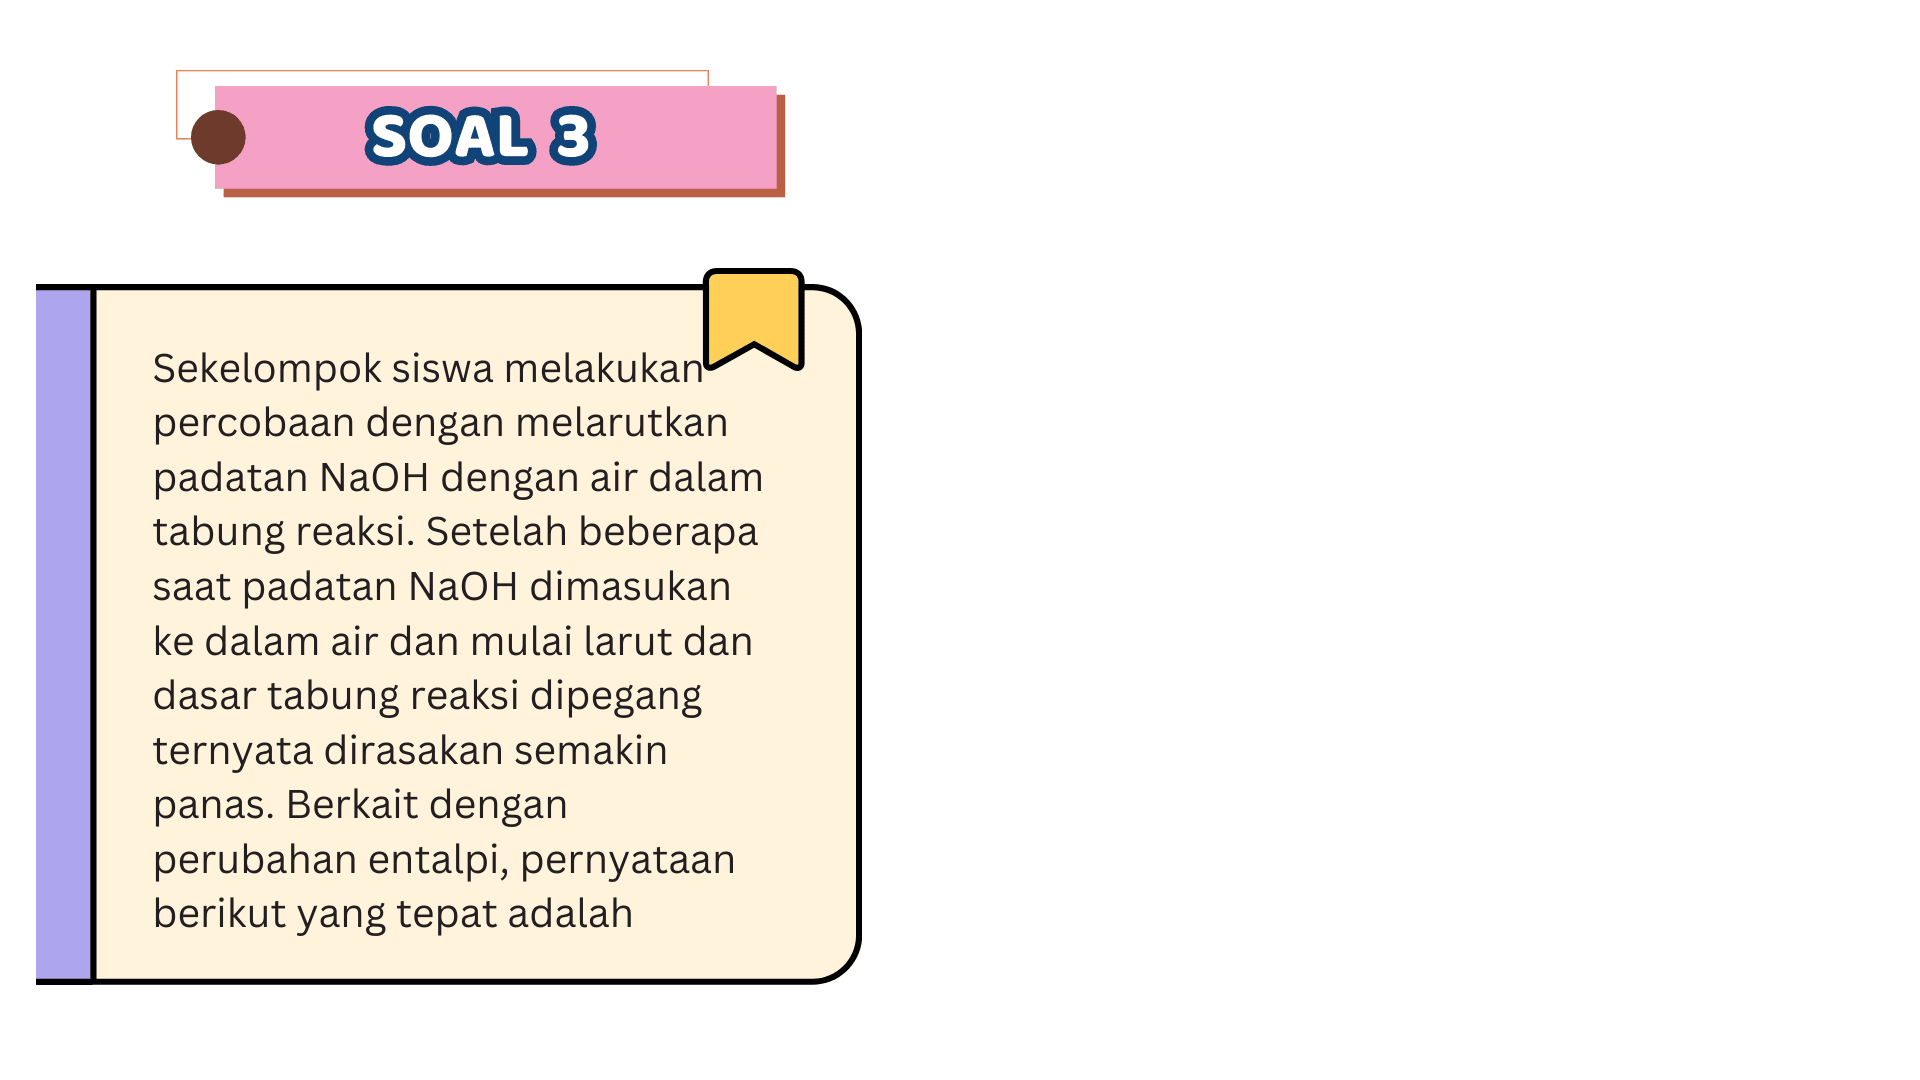 SOAL 3
Sekelompok siswa melakukan
percobaan dengan melarutkan
padatan NaOH dengan air dalam
tabung reaksi. Setelah beberapa
saat padatan NaOH dimasukan
ke dalam air dan mulai larut dan
dasar tabung reaksi dipegang
ternyata dirasakan semakin
panas. Berkait dengan
perubahan entalpi, pernyataan
berikut yang tepat adalah